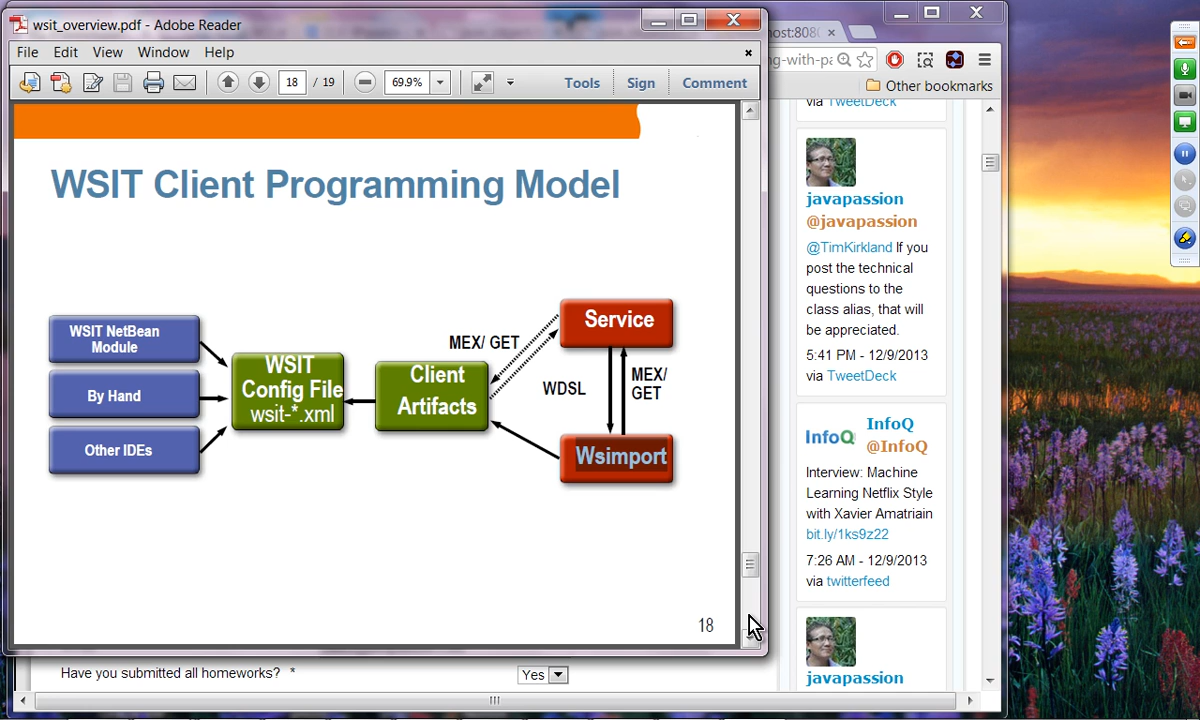 wsit_overview.pdf - Adobe Reader
File Edit View Window Help
18 / 19
69.9%
Tools Sign Comment
WSIT Client Programming Model
WSIT NetBean
Module
By Hand
Other IDEs
WSIT
Config File
wsit-*.xml
Client
Artifacts
MEX/ GET
Service
WDSL
MEX/
GET
Wsimport
18
Have you submitted all homeworks? *
Yes
Other bookmarks
via TweetDeck
javapassion
@javapassion
@TimKirkland If you
post the technical
questions to the
class alias, that will
be appreciated.
5:41 PM - 12/9/2013
via TweetDeck
InfoQ
InfoQ
@InfoQ
Interview: Machine
Learning Netflix Style
with Xavier Amatriain
bit.ly/1ks9z22
7:26 AM - 12/9/2013
via twitterfeed
javapassion